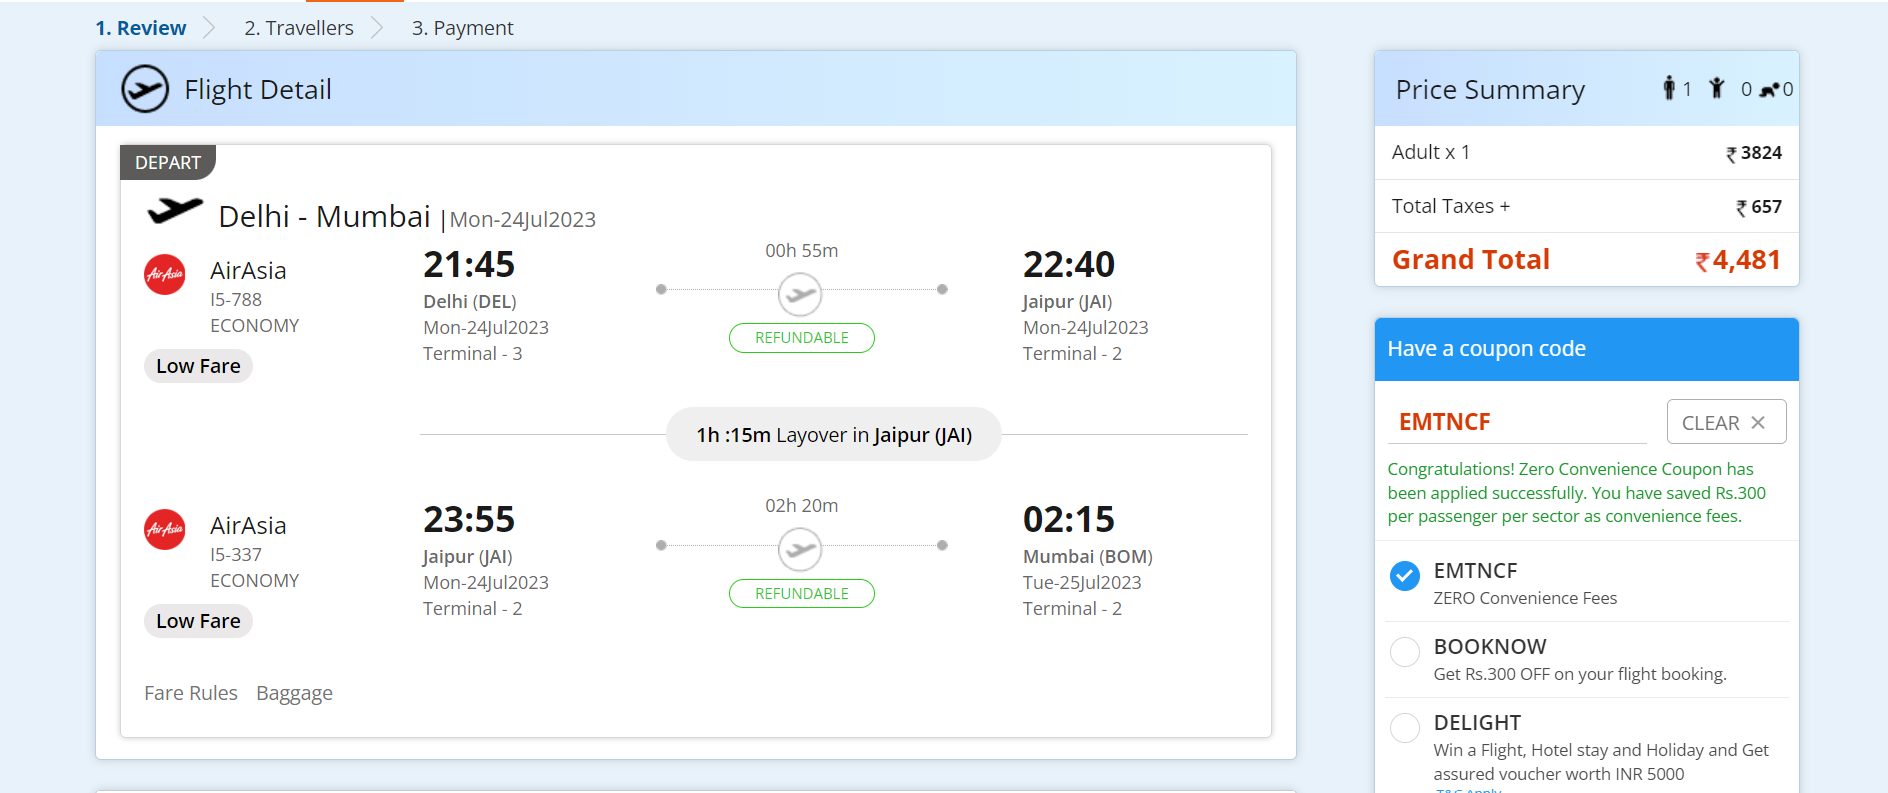 1. Review
2. Travellers
3. Payment
Flight Detail
DEPART
Delhi - Mumbai | Mon-24Jul2023
AirAsia
AirAsia
I5-788
ECONOMY
Low Fare
21:45
Delhi (DEL)
Mon-24Jul2023
Terminal - 3
00h 55m
REFUNDABLE
22:40
Jaipur (JAI)
Mon-24Jul2023
Terminal - 2
1h :15m Layover in Jaipur (JAI)
AirAsia
AirAsia
I5-337
ECONOMY
Low Fare
23:55
Jaipur (JAI)
Mon-24Jul2023
Terminal - 2
02h 20m
REFUNDABLE
02:15
Mumbai (BOM)
Tue-25Jul2023
Terminal - 2
Fare Rules Baggage
Price Summary 1 0 0
Adult x 1 ₹ 3824
Total Taxes + ₹ 657
Grand Total ₹ 4,481
Have a coupon code
EMTNCF
CLEAR ×
Congratulations! Zero Convenience Coupon has
been applied successfully. You have saved Rs.300
per passenger per sector as convenience fees.
EMTNCF
ZERO Convenience Fees
BOOKNOW
Get Rs.300 OFF on your flight booking.
DELIGHT
Win a Flight, Hotel stay and Holiday and Get
assured voucher worth INR 5000
T&C Apply